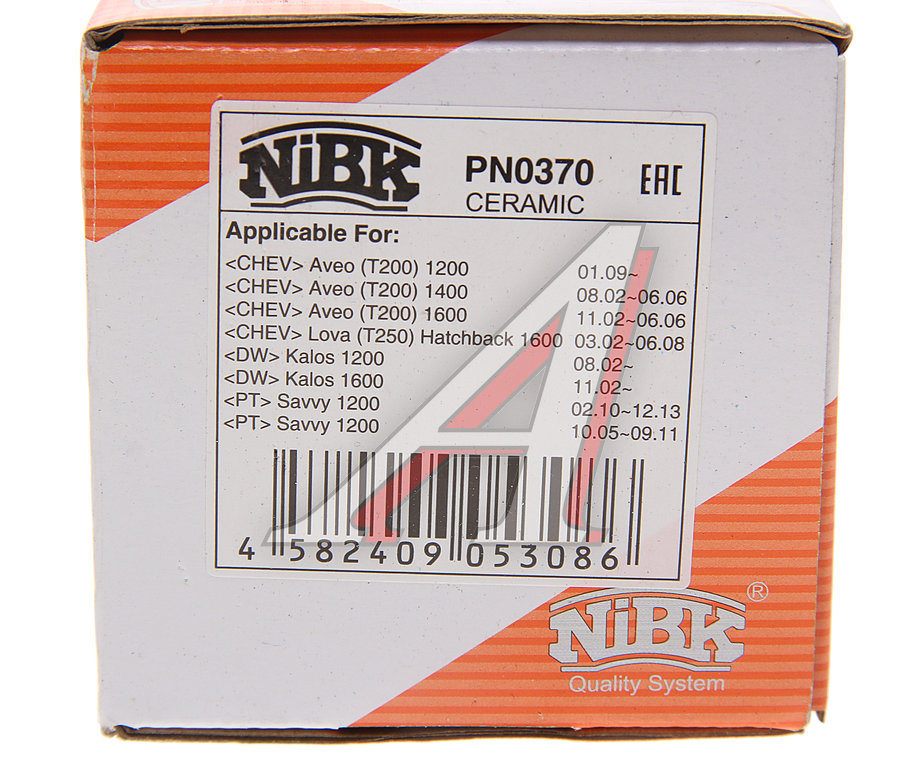 NiBK
PN0370
CERAMIC
EAC
Applicable For:
<CHEV> Aveo (T200) 1200 01.09~
<CHEV> Aveo (T200) 1400 08.02~06.06
<CHEV> Aveo (T200) 1600 11.02~06.06
<CHEV> Lova (T250) Hatchback 1600 03.02~06.08
<DW> Kalos 1200 08.02~
<DW> Kalos 1600 11.02~
<PT> Savvy 1200 02.10~12.13
<PT> Savvy 1200 10.05~09.11
4 582409 053086
NiBK®
Quality System